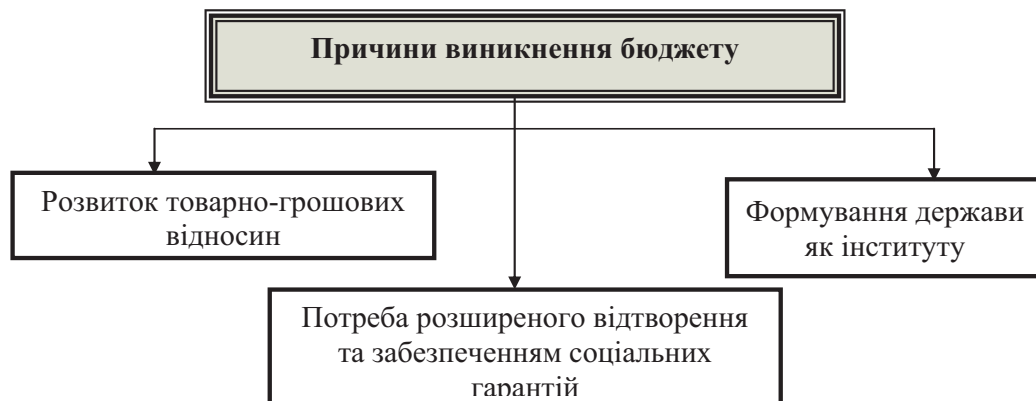 Причини виникнення бюджету
Розвиток товарно-грошових
відносин
Формування держави
як інституту
Потреба розширеного відтворення
та забезпеченням соціальних
гарантій